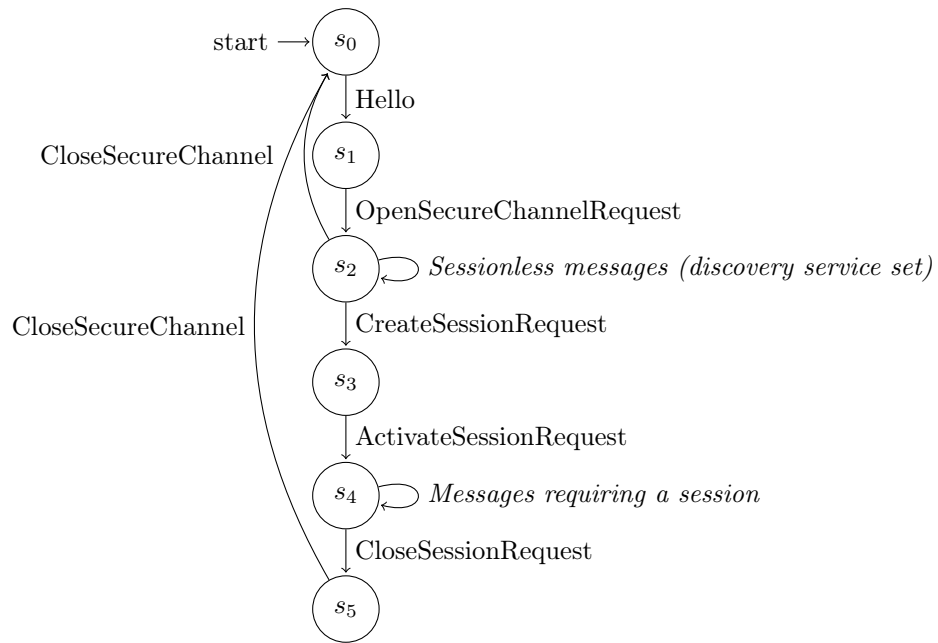 start
s0
Hello
CloseSecureChannel
s1
OpenSecureChannelRequest
s2
Sessionless messages (discovery service set)
CloseSecureChannel
CreateSessionRequest
s3
ActivateSessionRequest
s4
Messages requiring a session
CloseSessionRequest
s5